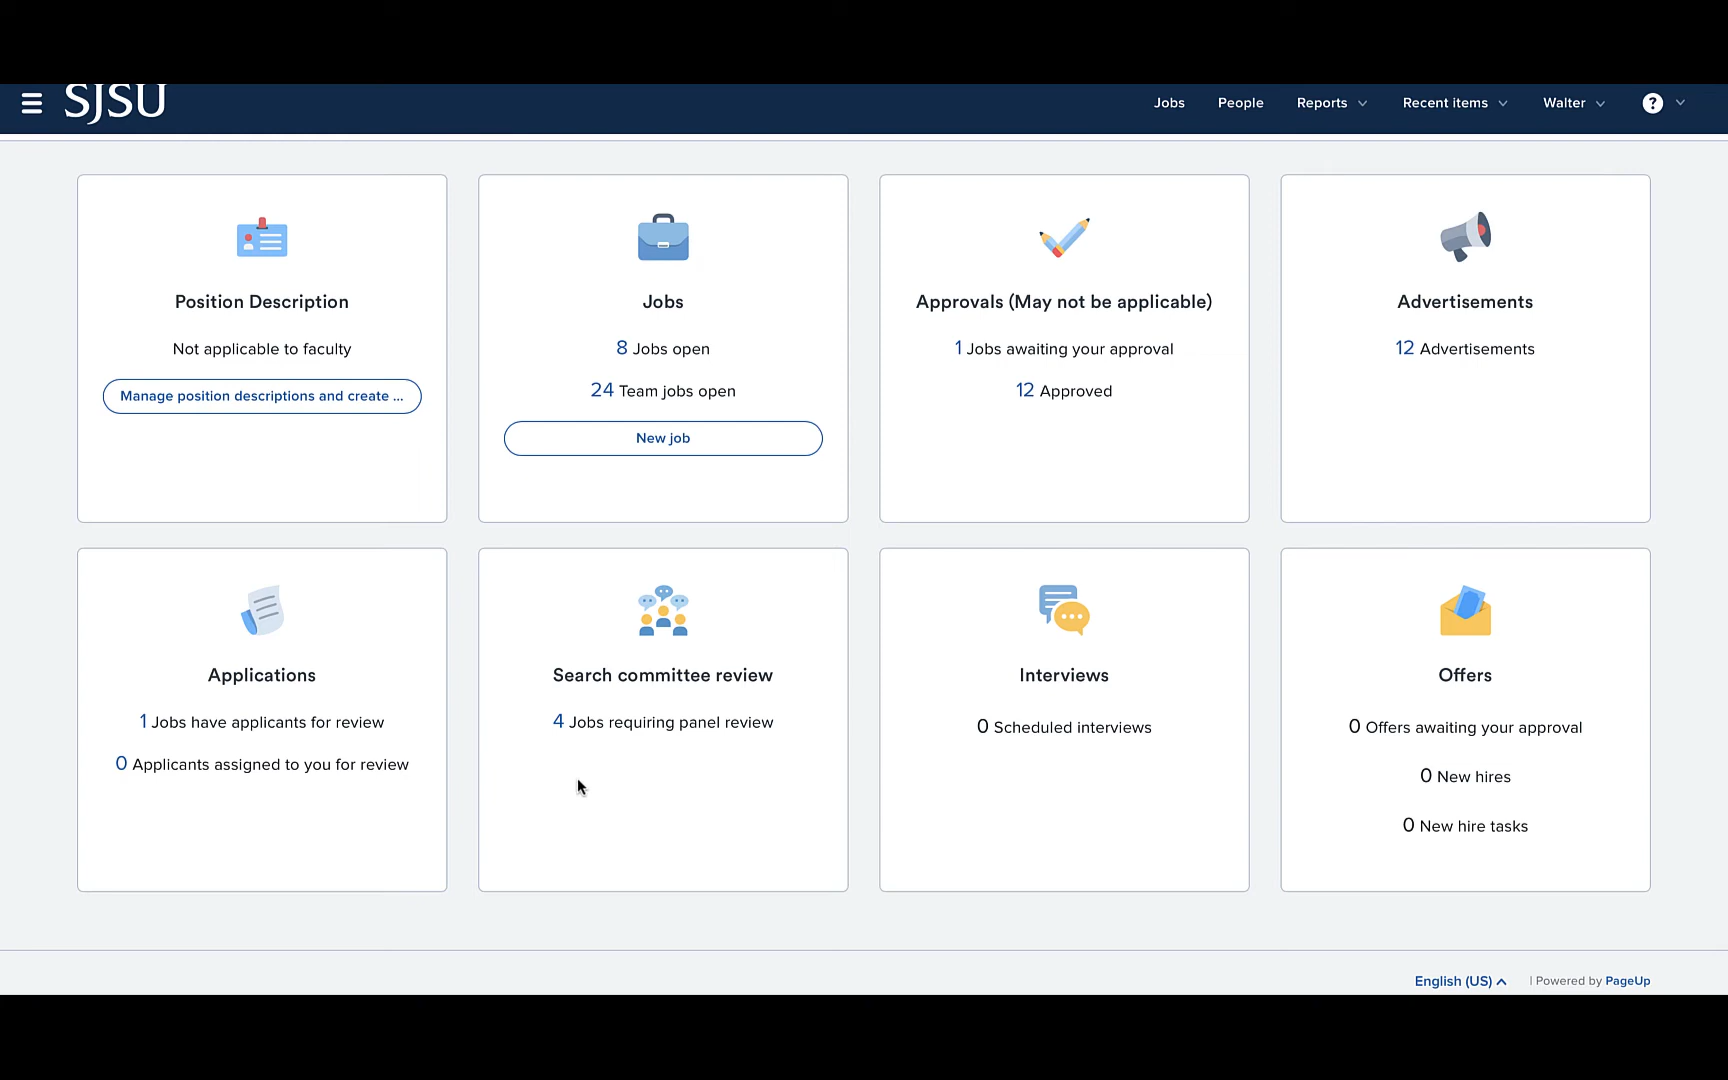 SJSU
Jobs
People
Reports
Recent items
Walter
?
Position Description
Not applicable to faculty
Manage position descriptions and create ...
Jobs
8 Jobs open
24 Team jobs open
New job
Approvals (May not be applicable)
1 Jobs awaiting your approval
12 Approved
Advertisements
12 Advertisements
Applications
1 Jobs have applicants for review
0 Applicants assigned to you for review
Search committee review
4 Jobs requiring panel review
Interviews
0 Scheduled interviews
Offers
0 Offers awaiting your approval
0 New hires
0 New hire tasks
English (US)
| Powered by PageUp